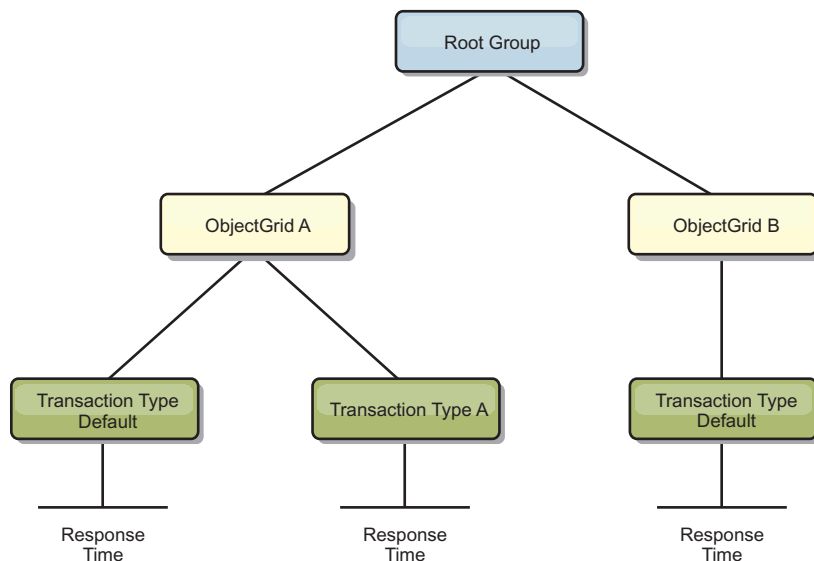 Root Group
ObjectGrid A
ObjectGrid B
Transaction Type
Default
Transaction Type A
Transaction Type
Default
Response
Time
Response
Time
Response
Time